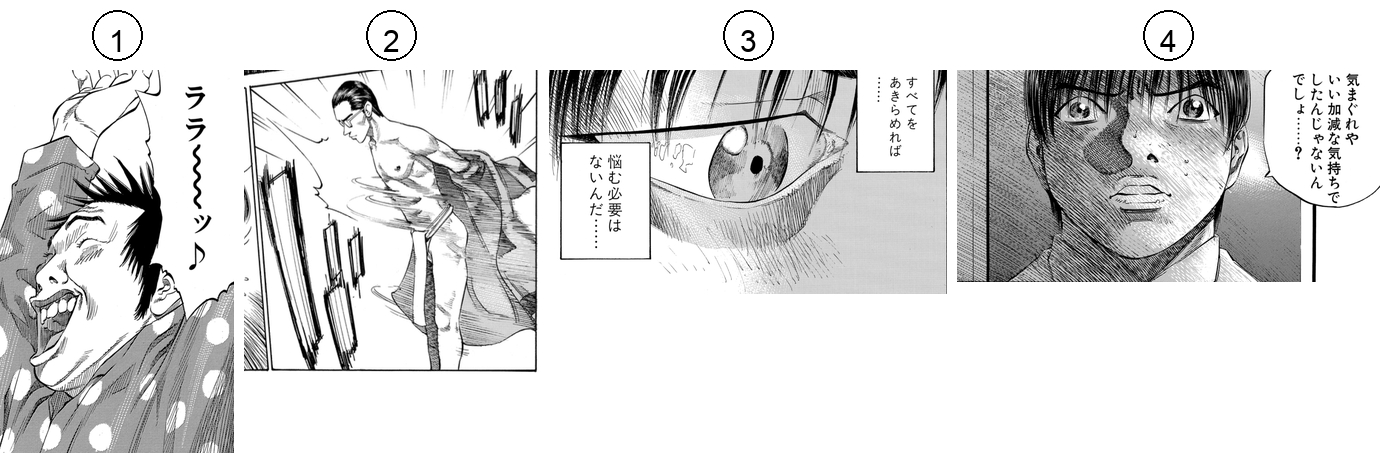 1
ララ〜〜〜ッ♪
2
3
すべてを
あきらめれば
……
悩む必要は
ないんだ……
4
気まぐれや
いい加減な気持ちで
したんじゃないん
でしょ……？